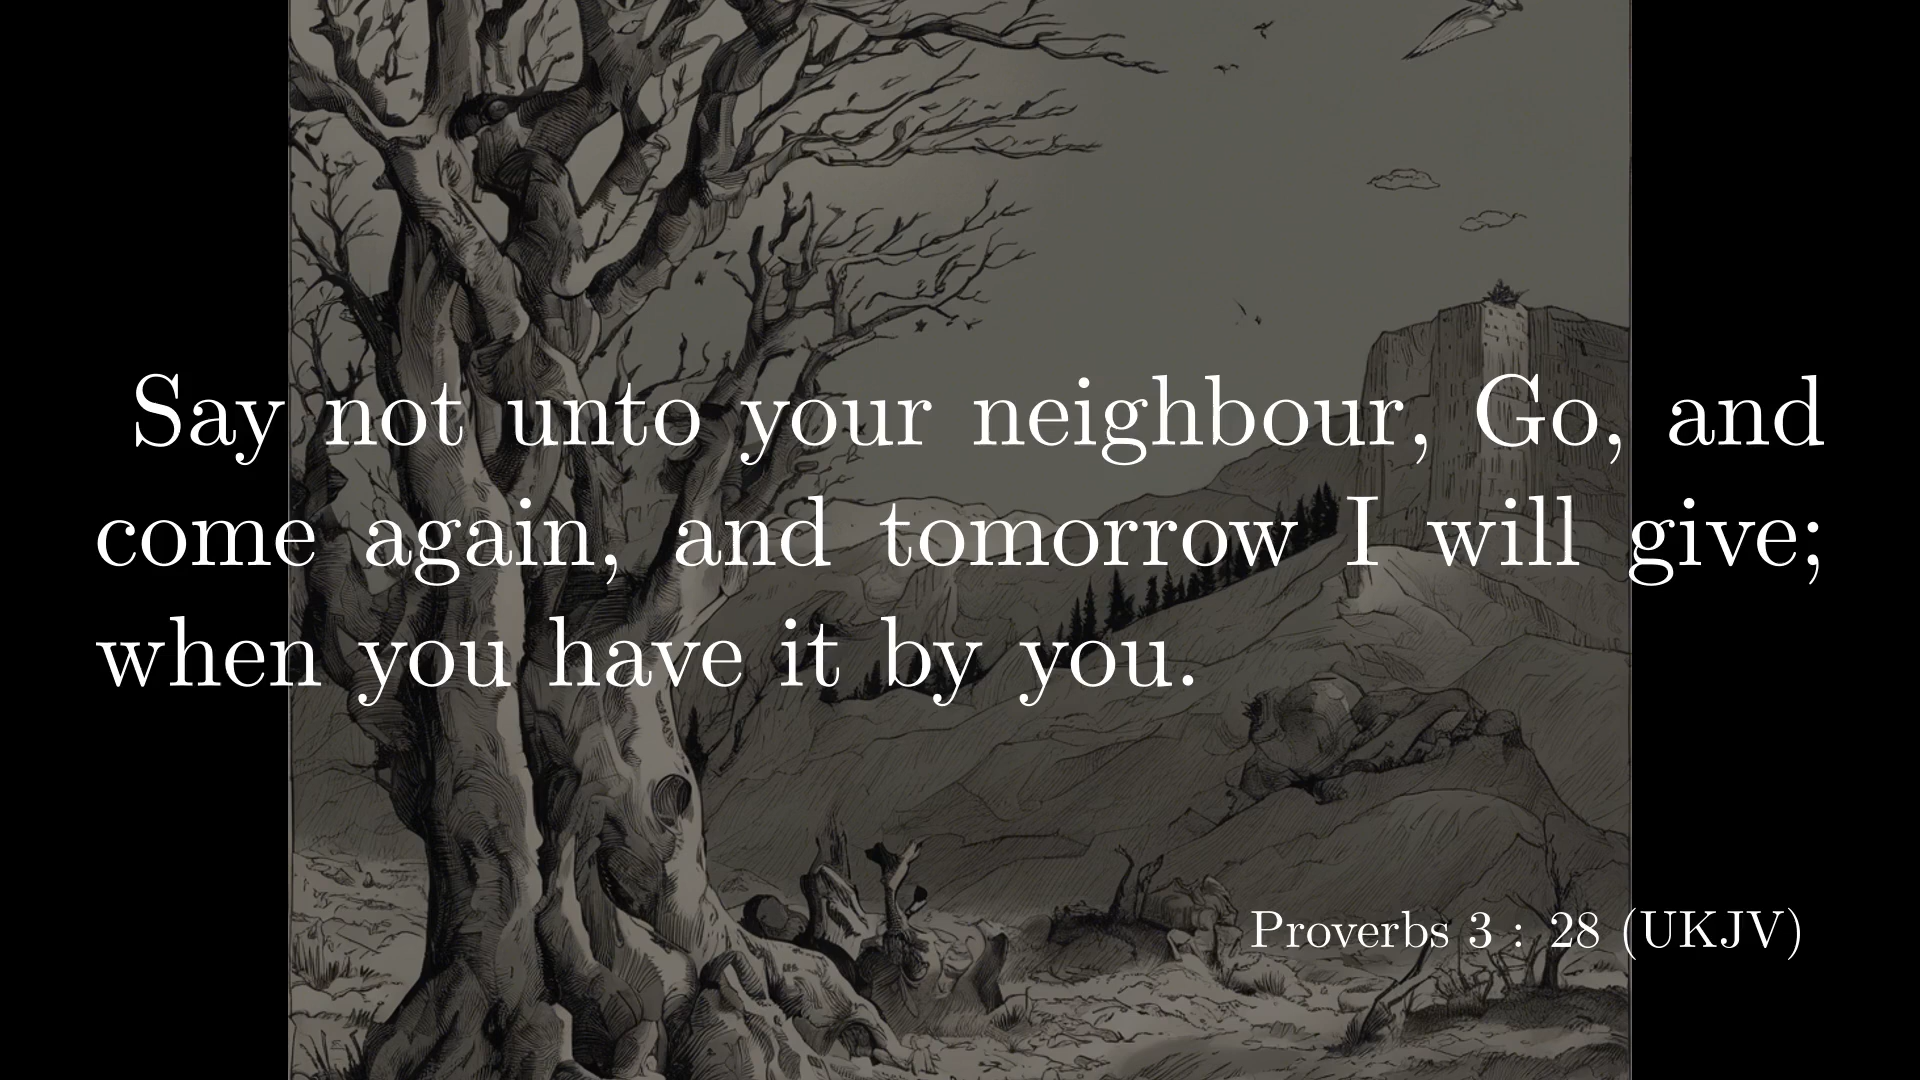 Say not unto your neighbour, Go, and
come again, and tomorrow I will give;
when you have it by you.
Proverbs 3 : 28 (UKJV)